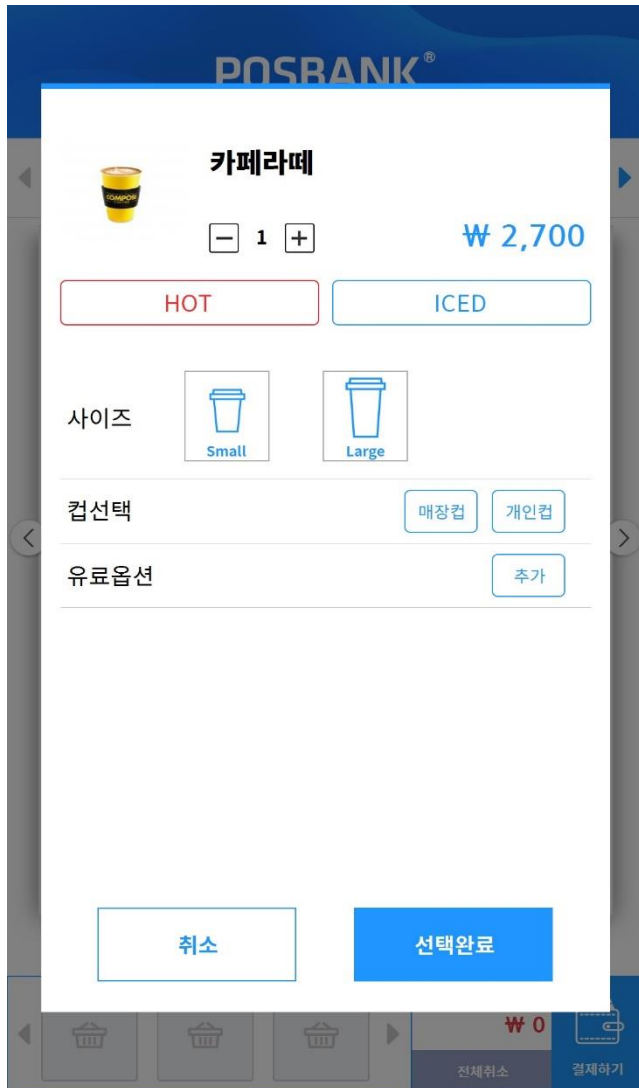 POSBANK®
카페라떼
COMPOSE
1
₩ 2,700
HOT
ICED
사이즈
Small
Large
컵선택
매장컵
개인컵
유료옵션
추가
취소
선택완료
₩ 0
전체취소
결제하기